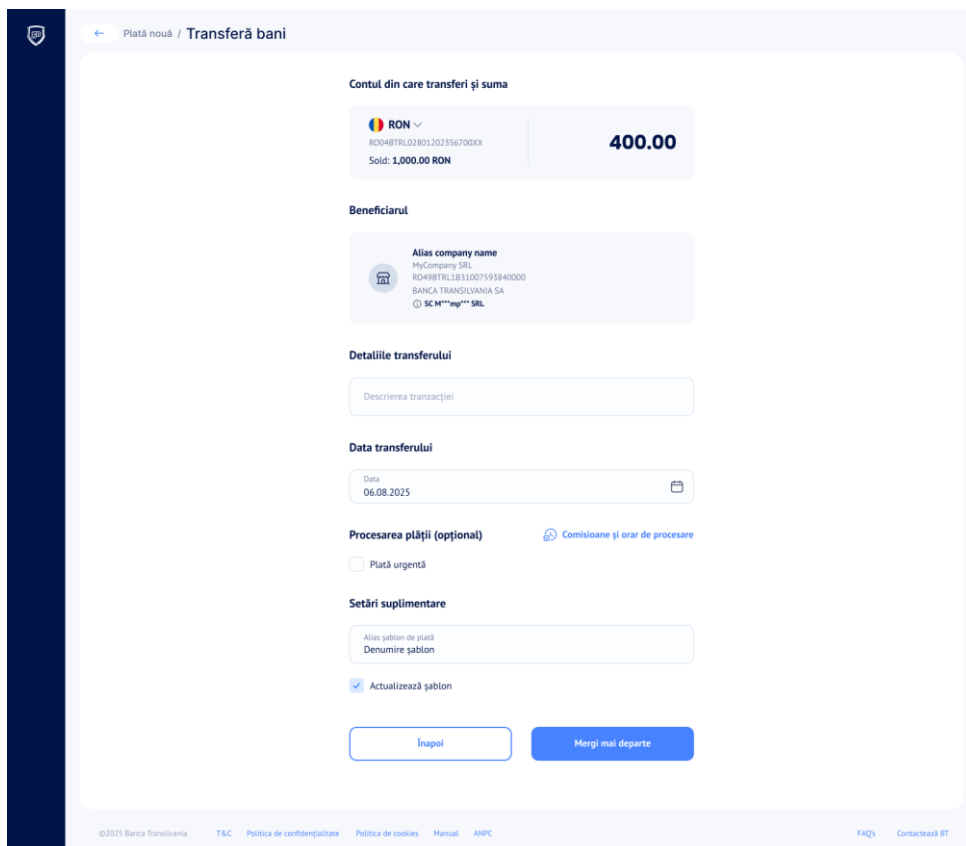 ← Plată nouă / Transferă bani
Contul din care transferi și suma
RON
RO04BTRL02801202356700XX
Sold: 1,000.00 RON
400.00
Beneficiarul
Alias company name
MyCompany SRL
RO49BTRL1B31007593840000
BANCA TRANSILVANIA SA
SC M***mp*** SRL
Detaliile transferului
Descrierea tranzacției
Data transferului
Data
06.08.2025
Procesarea plății (opțional)
Comisioane și orar de procesare
Plată urgentă
Setări suplimentare
Alias șablon de plată
Denumire șablon
Actualizează șablon
Înapoi
Mergi mai departe
©2025 Banca Transilvania T&C Politica de confidențialitate Politica de cookies Manual ANPC FAQ's Contactează BT